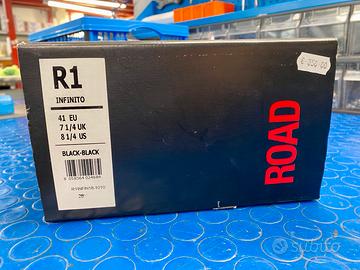 R1
INFINITO
41 EU
7 1/4 UK
8 1/4 US
BLACK-BLACK
ROAD
Subito